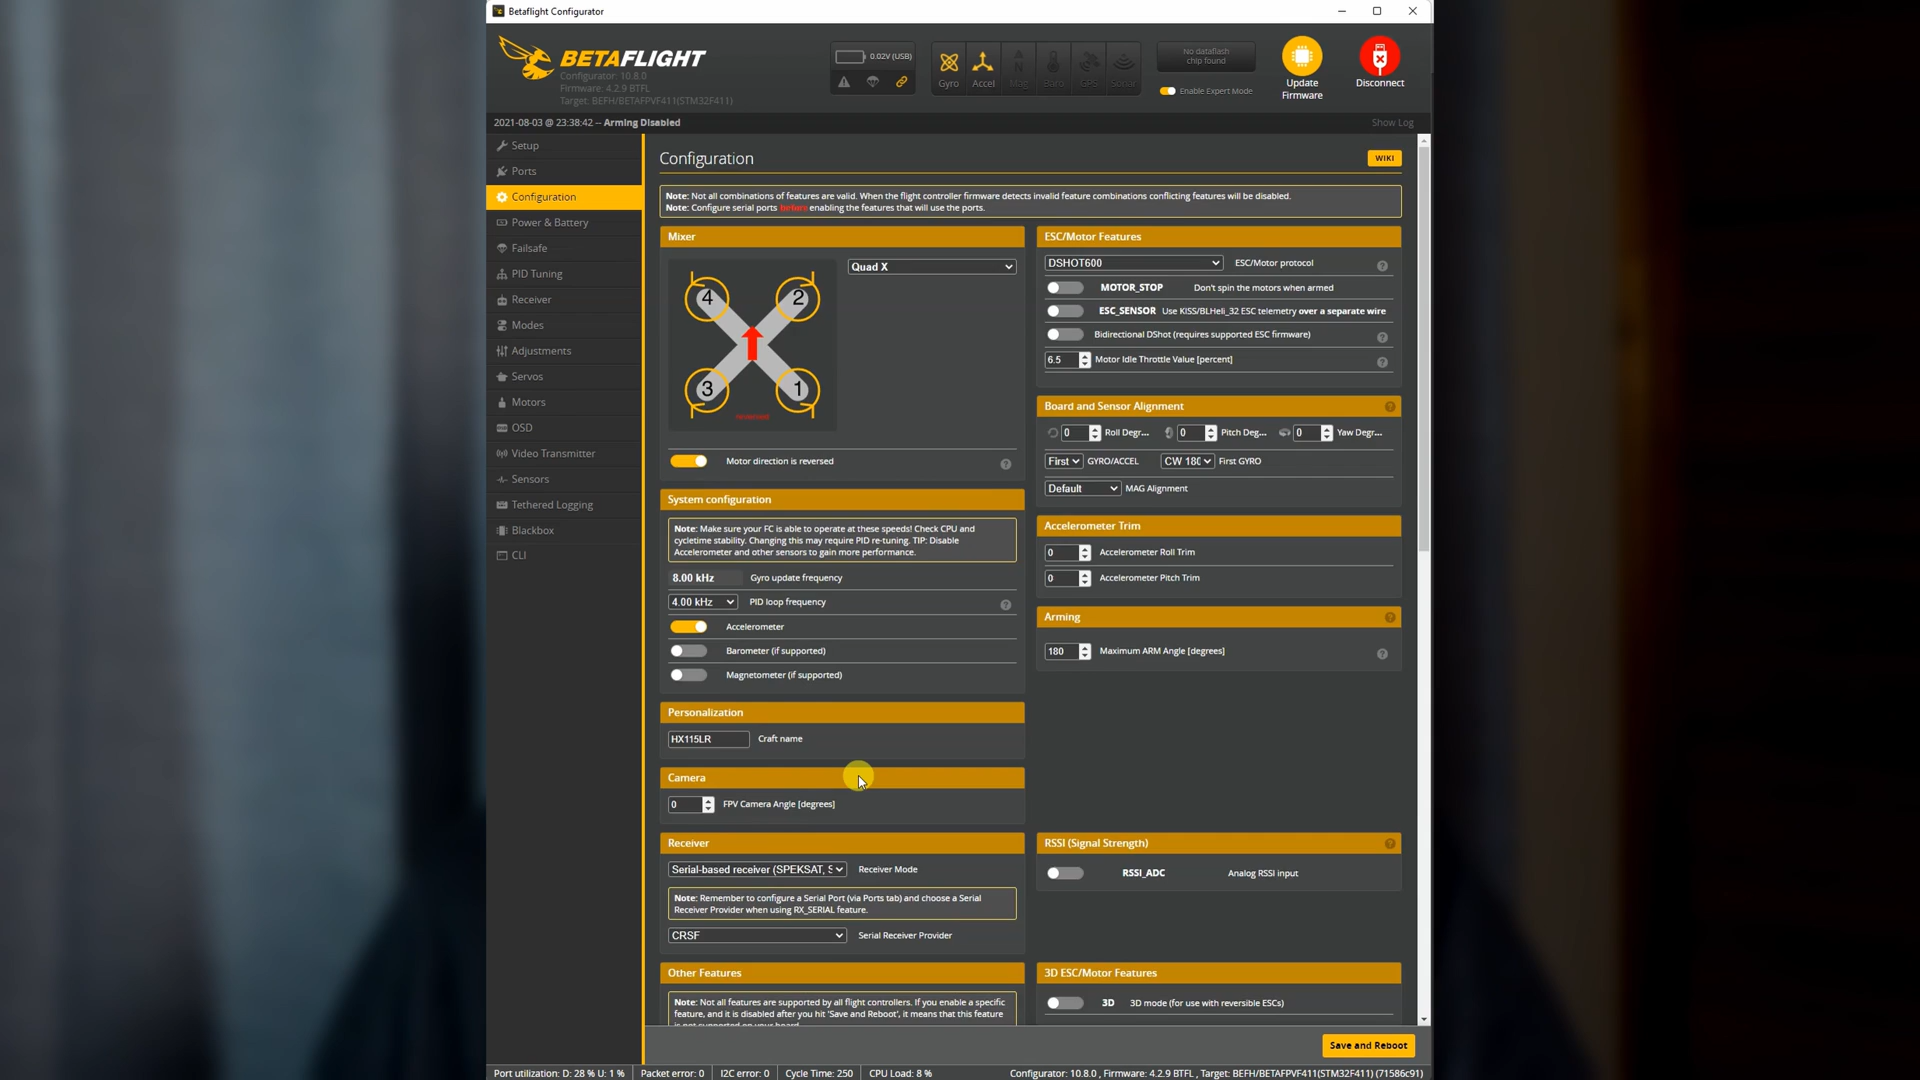 Betaflight Configurator
BETAFLIGHT
Configurator: 10.8.0
Firmware: 4.2.9 BTFL
Target: BEFH/BETAFPVF411(STM32F411)
0.02V (USB)
Gyro
Accel
Mag
Baro
GPS
Sonar
No dataflash
chip found
Enable Expert Mode
Update
Firmware
Disconnect
2021-08-03 @ 23:38:42 -- Arming Disabled
Show Log
Setup
Ports
Configuration
Power & Battery
Failsafe
PID Tuning
Receiver
Modes
Adjustments
Servos
Motors
OSD
Video Transmitter
Sensors
Tethered Logging
Blackbox
CLI
Configuration
WIKI
Note: Not all combinations of features are valid. When the flight controller firmware detects invalid feature combinations conflicting features will be disabled.
Note: Configure serial ports before enabling the features that will use the ports.
Mixer
4
2
3
1
reversed
Quad X
Motor direction is reversed
System configuration
Note: Make sure your FC is able to operate at these speeds! Check CPU and
cycletime stability. Changing this may require PID re-tuning. TIP: Disable
Accelerometer and other sensors to gain more performance.
8.00 kHz Gyro update frequency
4.00 kHz PID loop frequency
Accelerometer
Barometer (if supported)
Magnetometer (if supported)
Personalization
HX115LR Craft name
Camera
0 FPV Camera Angle [degrees]
Receiver
Serial-based receiver (SPEKSAT, S Receiver Mode
Note: Remember to configure a Serial Port (via Ports tab) and choose a Serial
Receiver Provider when using RX_SERIAL feature.
CRSF Serial Receiver Provider
Other Features
Note: Not all features are supported by all flight controllers. If you enable a specific
feature, and it is disabled after you hit 'Save and Reboot', it means that this feature
is not supported on your board.
ESC/Motor Features
DSHOT600 ESC/Motor protocol
MOTOR_STOP Don't spin the motors when armed
ESC_SENSOR Use KISS/BLHeli_32 ESC telemetry over a separate wire
Bidirectional DShot (requires supported ESC firmware)
6.5 Motor Idle Throttle Value [percent]
Board and Sensor Alignment
0 Roll Degr... 0 Pitch Deg... 0 Yaw Degr...
First GYRO/ACCEL CW 180 First GYRO
Default MAG Alignment
Accelerometer Trim
0 Accelerometer Roll Trim
0 Accelerometer Pitch Trim
Arming
180 Maximum ARM Angle [degrees]
RSSI (Signal Strength)
RSSI_ADC Analog RSSI input
3D ESC/Motor Features
3D 3D mode (for use with reversible ESCs)
Save and Reboot
Port utilization: D: 28 % U: 1 % Packet error: 0 I2C error: 0 Cycle Time: 250 CPU Load: 8 % Configurator: 10.8.0 , Firmware: 4.2.9 BTFL , Target: BEFH/BETAFPVF411(STM32F411) (71586c91)